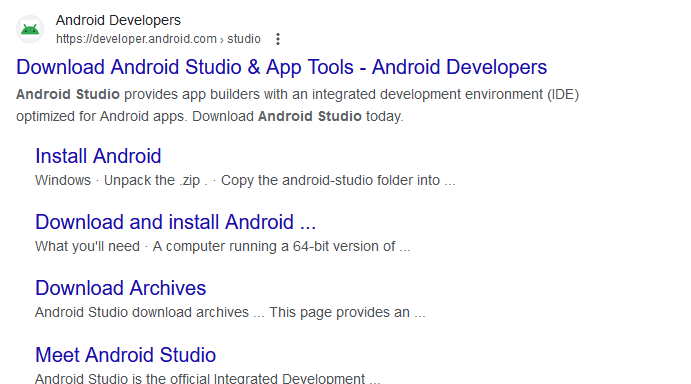 Android Developers
https://developer.android.com › studio
Download Android Studio & App Tools - Android Developers
Android Studio provides app builders with an integrated development environment (IDE)
optimized for Android apps. Download Android Studio today.
Install Android
Windows · Unpack the .zip . · Copy the android-studio folder into ...
Download and install Android ...
What you'll need · A computer running a 64-bit version of ...
Download Archives
Android Studio download archives ... This page provides an ...
Meet Android Studio
Android Studio is the official Integrated Development ...